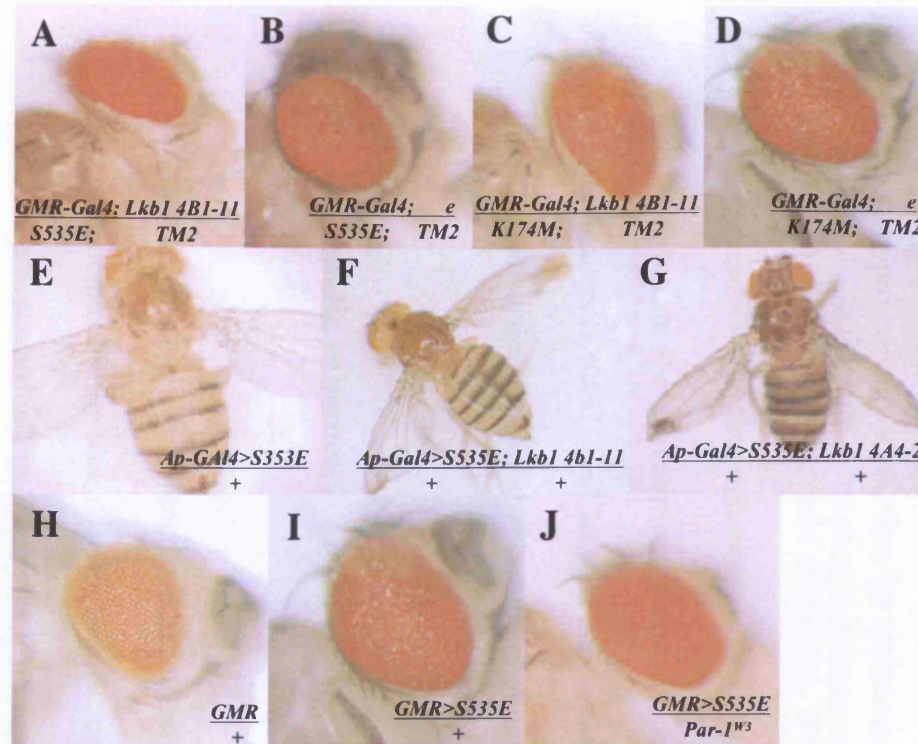 A
B
C
D
GMR-Gal4; Lkb1 4B1-11
S535E; TM2
GMR-Gal4; e
S535E; TM2
GMR-Gal4; Lkb1 4B1-11
K174M; TM2
GMR-Gal4; e
K174M; TM2
E
F
G
Ap-GAl4>S353E
+
Ap-Gal4>S535E; Lkb1 4b1-11
+ +
Ap-Gal4>S535E; Lkb1 4A4-2
+ +
H
I
J
GMR
+
GMR>S535E
+
GMR>S535E
Par-1W3